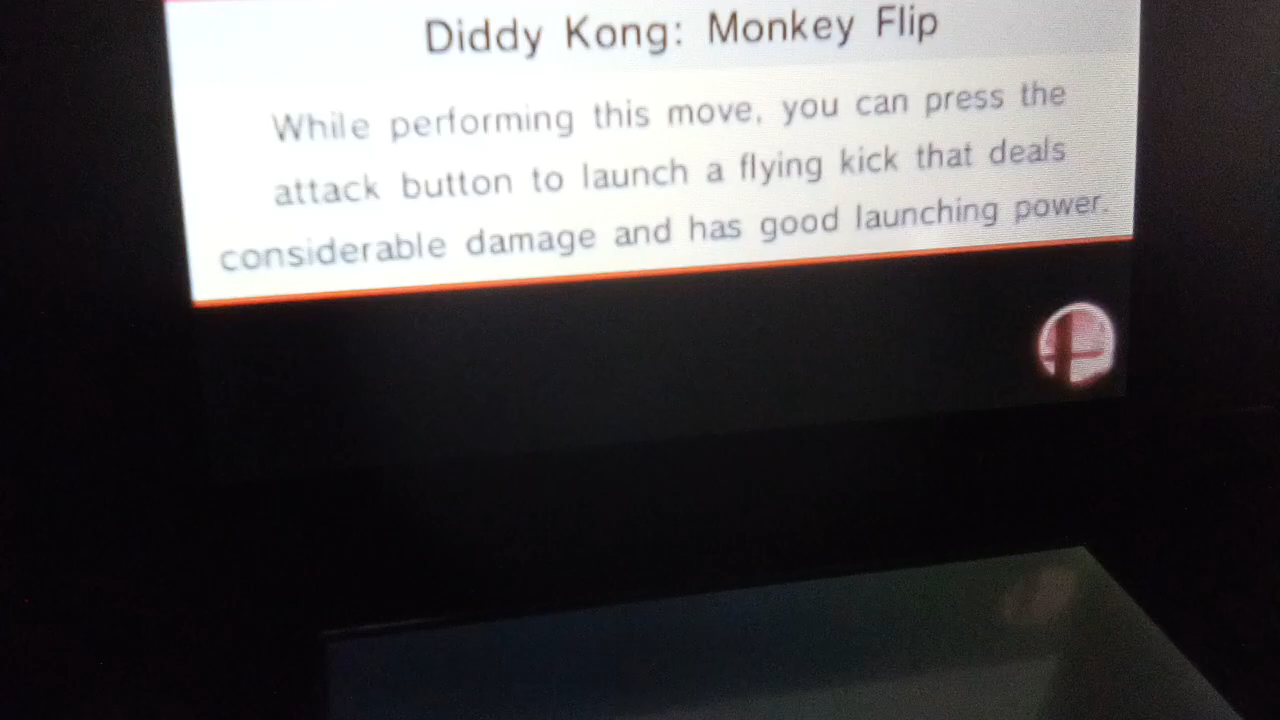 Diddy Kong: Monkey Flip
While performing this move, you can press the
attack button to launch a flying kick that deals
considerable damage and has good launching power.